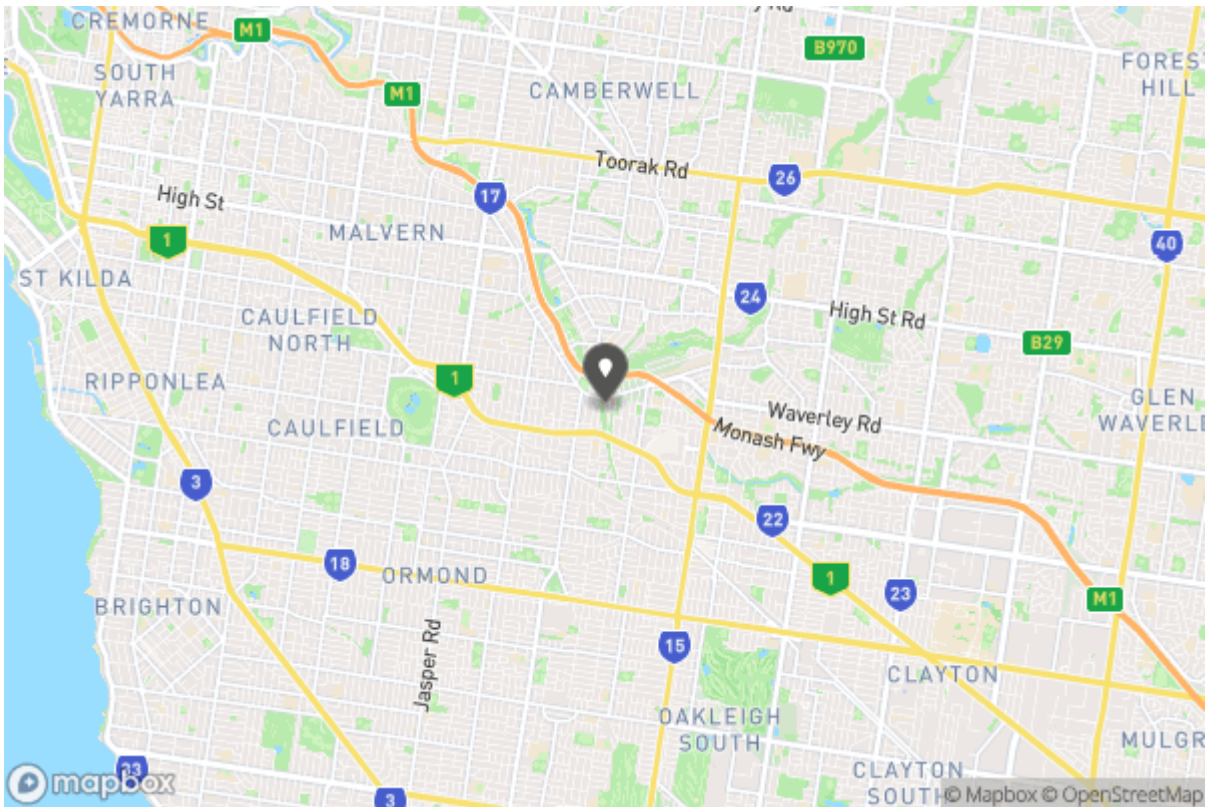 CREMORNE
M1
B970
SOUTH
YARRA
M1
CAMBERWELL
FOREST
HILL
Toorak Rd
26
17
High St
1
MALVERN
40
ST KILDA
24
High St Rd
CAULFIELD
NORTH
B29
1
RIPPONLEA
GLEN
WAVERLE
CAULFIELD
Waverley Rd
Monash Fwy
3
22
18
ORMOND
1
23
M1
BRIGHTON
Jasper Rd
15
CLAYTON
OAKLEIGH
SOUTH
MULGR
33
mapbox
3
CLAYTON
SOUTH
© Mapbox © OpenStreetMap